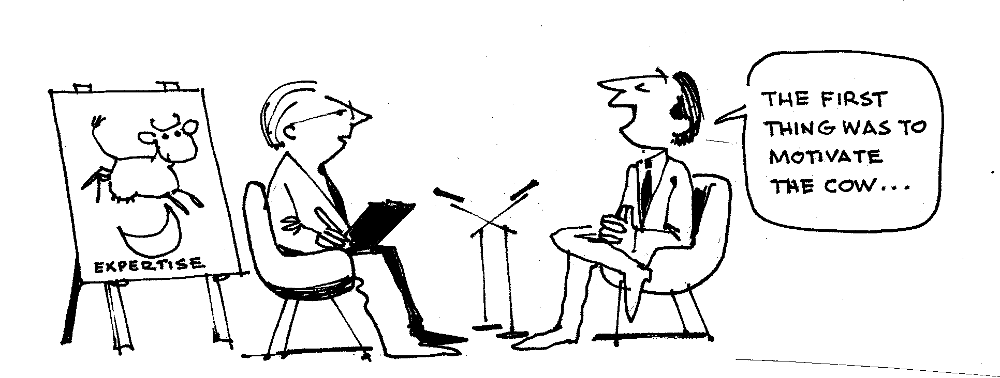 EXPERTISE
THE FIRST
THING WAS TO
MOTIVATE
THE COW...